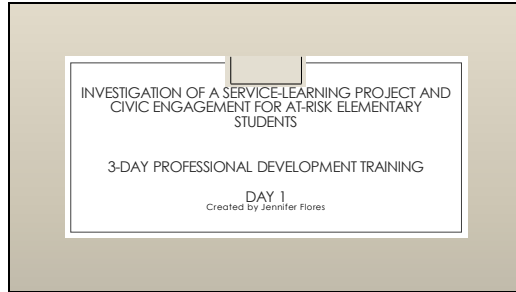 INVESTIGATION OF A SERVICE-LEARNING PROJECT AND
CIVIC ENGAGEMENT FOR AT-RISK ELEMENTARY
STUDENTS
3-DAY PROFESSIONAL DEVELOPMENT TRAINING
DAY 1
Created by Jennifer Flores